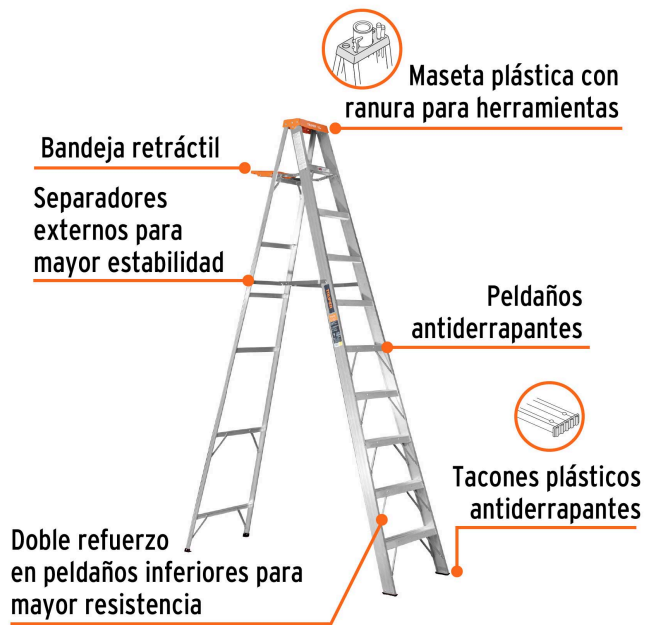 Maseta plástica con
ranura para herramientas
Bandeja retráctil
Separadores
externos para
mayor estabilidad
Peldaños
antiderrapantes
Tacones plásticos
antiderrapantes
Doble refuerzo
en peldaños inferiores para
mayor resistencia